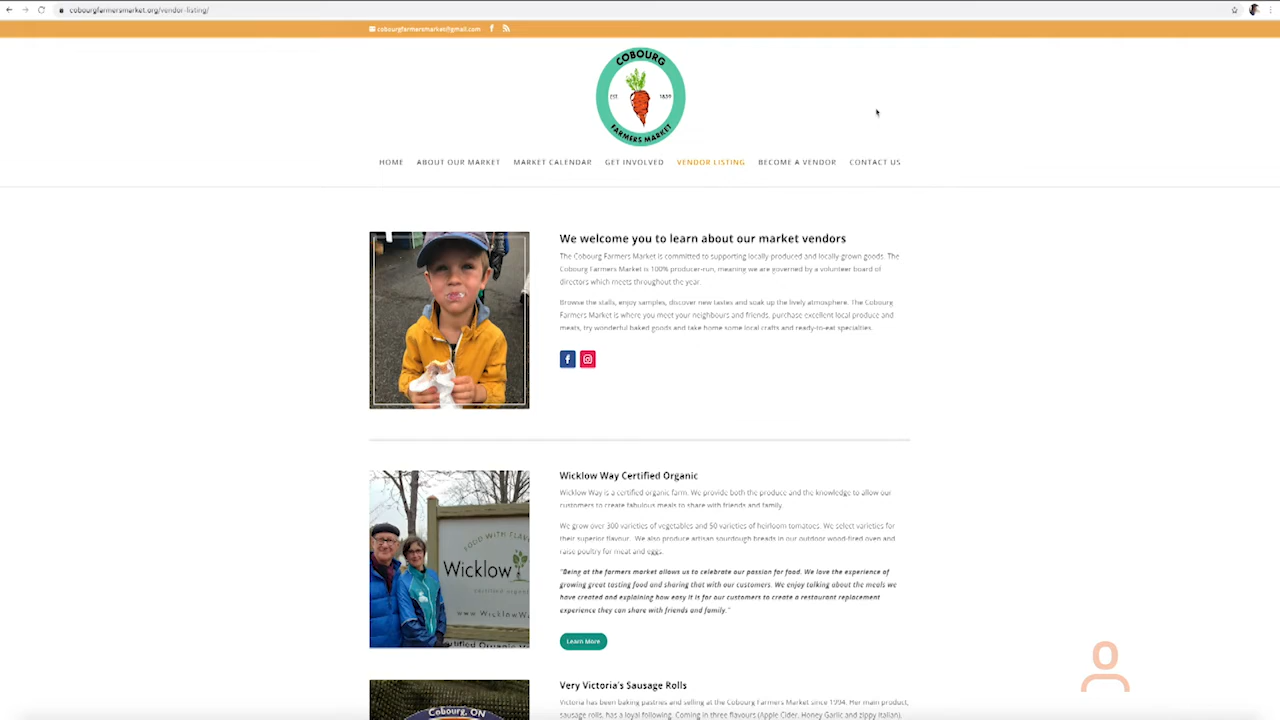 cobourgfarmersmarket.org/vendor-listing/
cobourgfarmersmarket@gmail.com
COBOURG
EST 1839
FARMERS MARKET
HOME ABOUT OUR MARKET MARKET CALENDAR GET INVOLVED VENDOR LISTING BECOME A VENDOR CONTACT US
We welcome you to learn about our market vendors
The Cobourg Farmers Market is committed to supporting locally produced and locally grown goods. The
Cobourg Farmers Market is 100% producer-run, meaning we are governed by a volunteer board of
directors which meets throughout the year.
Browse the stalls, enjoy samples, discover new tastes and soak up the lively atmosphere. The Cobourg
Farmers Market is where you meet your neighbours and friends, purchase excellent local produce and
meats, try wonderful baked goods and take home some local crafts and ready-to-eat specialties.
FOOD WITH FLAV
Wicklow
certified organ
www.WicklowWa
rtified Organic
Wicklow Way Certified Organic
Wicklow Way is a certified organic farm. We provide both the produce and the knowledge to allow our
customers to create fabulous meals to share with friends and family.
We grow over 300 varieties of vegetables and 50 varieties of heirloom tomatoes. We select varieties for
their superior flavour. We also produce artisan sourdough breads in our outdoor wood-fired oven and
raise poultry for meat and eggs.
"Being at the farmers market allows us to celebrate our passion for food. We love the experience of
growing great tasting food and sharing that with our customers. We enjoy talking about the meals we
have created and explaining how easy it is for our customers to create a restaurant replacement
experience they can share with friends and family."
Learn More
Cobourg, ON
Very Victoria's Sausage Rolls
Victoria has been baking pastries and selling at the Cobourg Farmers Market since 1994. Her main product,
sausage rolls, has a loyal following. Coming in three flavours (Apple Cider, Honey Garlic and zippy Italian),